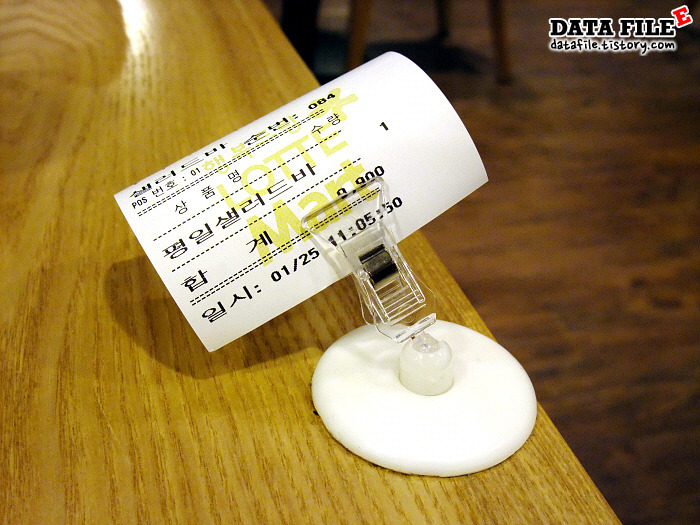 DATA FILE E
datafile.tistory.com
샐러드바 순번: 084
POS 번호: 01
상 품 명 수량
평일샐러드바 1
9,900
합 계
일시: 01/25 11:05:50
LOTTE
Mart